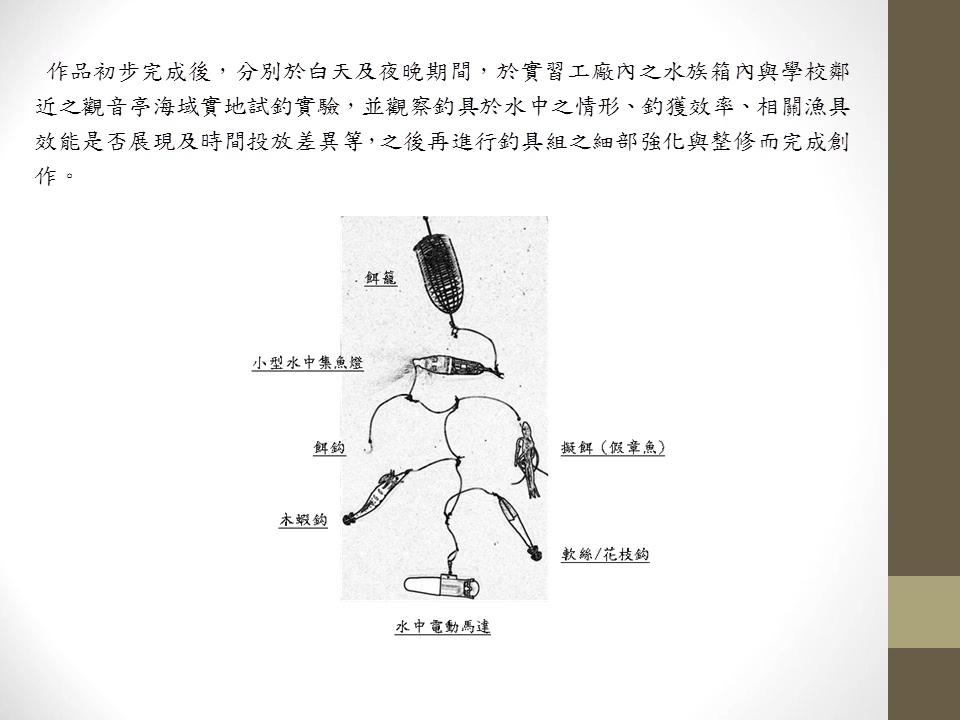 作品初步完成後，分別於白天及夜晚期間，於實習工廠內之水族箱內與學校鄰
近之觀音亭海域實地試釣實驗，並觀察釣具於水中之情形、釣獲效率、相關漁具
效能是否展現及時間投放差異等，之後再進行釣具組之細部強化與整修而完成創
作。
餌籠
小型水中集魚燈
餌鈎
擬餌 (假章魚)
木蝦鈎
軟絲/花枝鈎
水中電動馬達